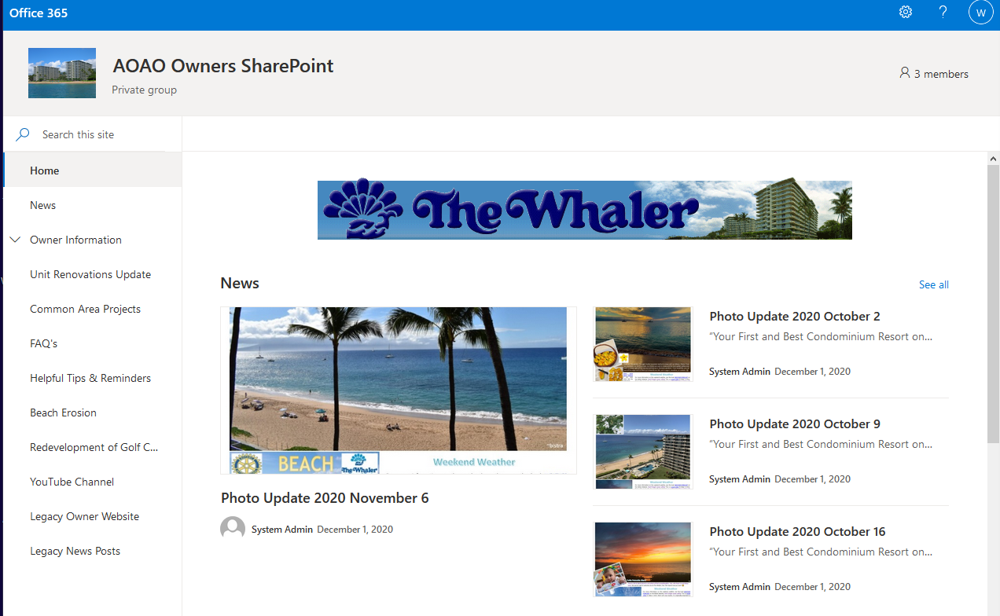 Office 365
?
W
AOAO Owners SharePoint
Private group
3 members
Search this site
Home
News
Owner Information
Unit Renovations Update
Common Area Projects
FAQ's
Helpful Tips & Reminders
Beach Erosion
Redevelopment of Golf C...
YouTube Channel
Legacy Owner Website
Legacy News Posts
The Whaler
News
See all
BEACH
The Whaler
Weekend Weather
Photo Update 2020 November 6
System Admin December 1, 2020
Photo Update 2020 October 2
“Your First and Best Condominium Resort on...
System Admin December 1, 2020
Photo Update 2020 October 9
“Your First and Best Condominium Resort on...
System Admin December 1, 2020
Photo Update 2020 October 16
“Your First and Best Condominium Resort on...
System Admin December 1, 2020